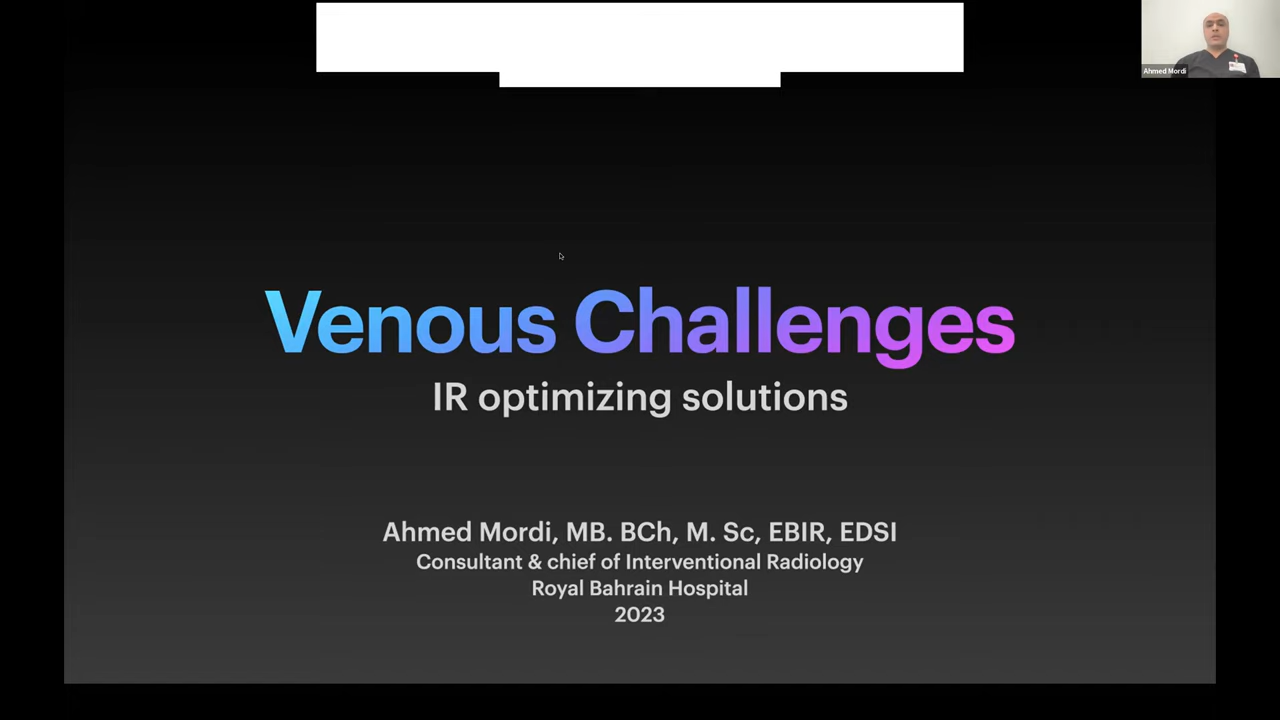 Ahmed Mordi
Venous Challenges
IR optimizing solutions
Ahmed Mordi, MB. BCh, M. Sc, EBIR, EDSI
Consultant & chief of Interventional Radiology
Royal Bahrain Hospital
2023